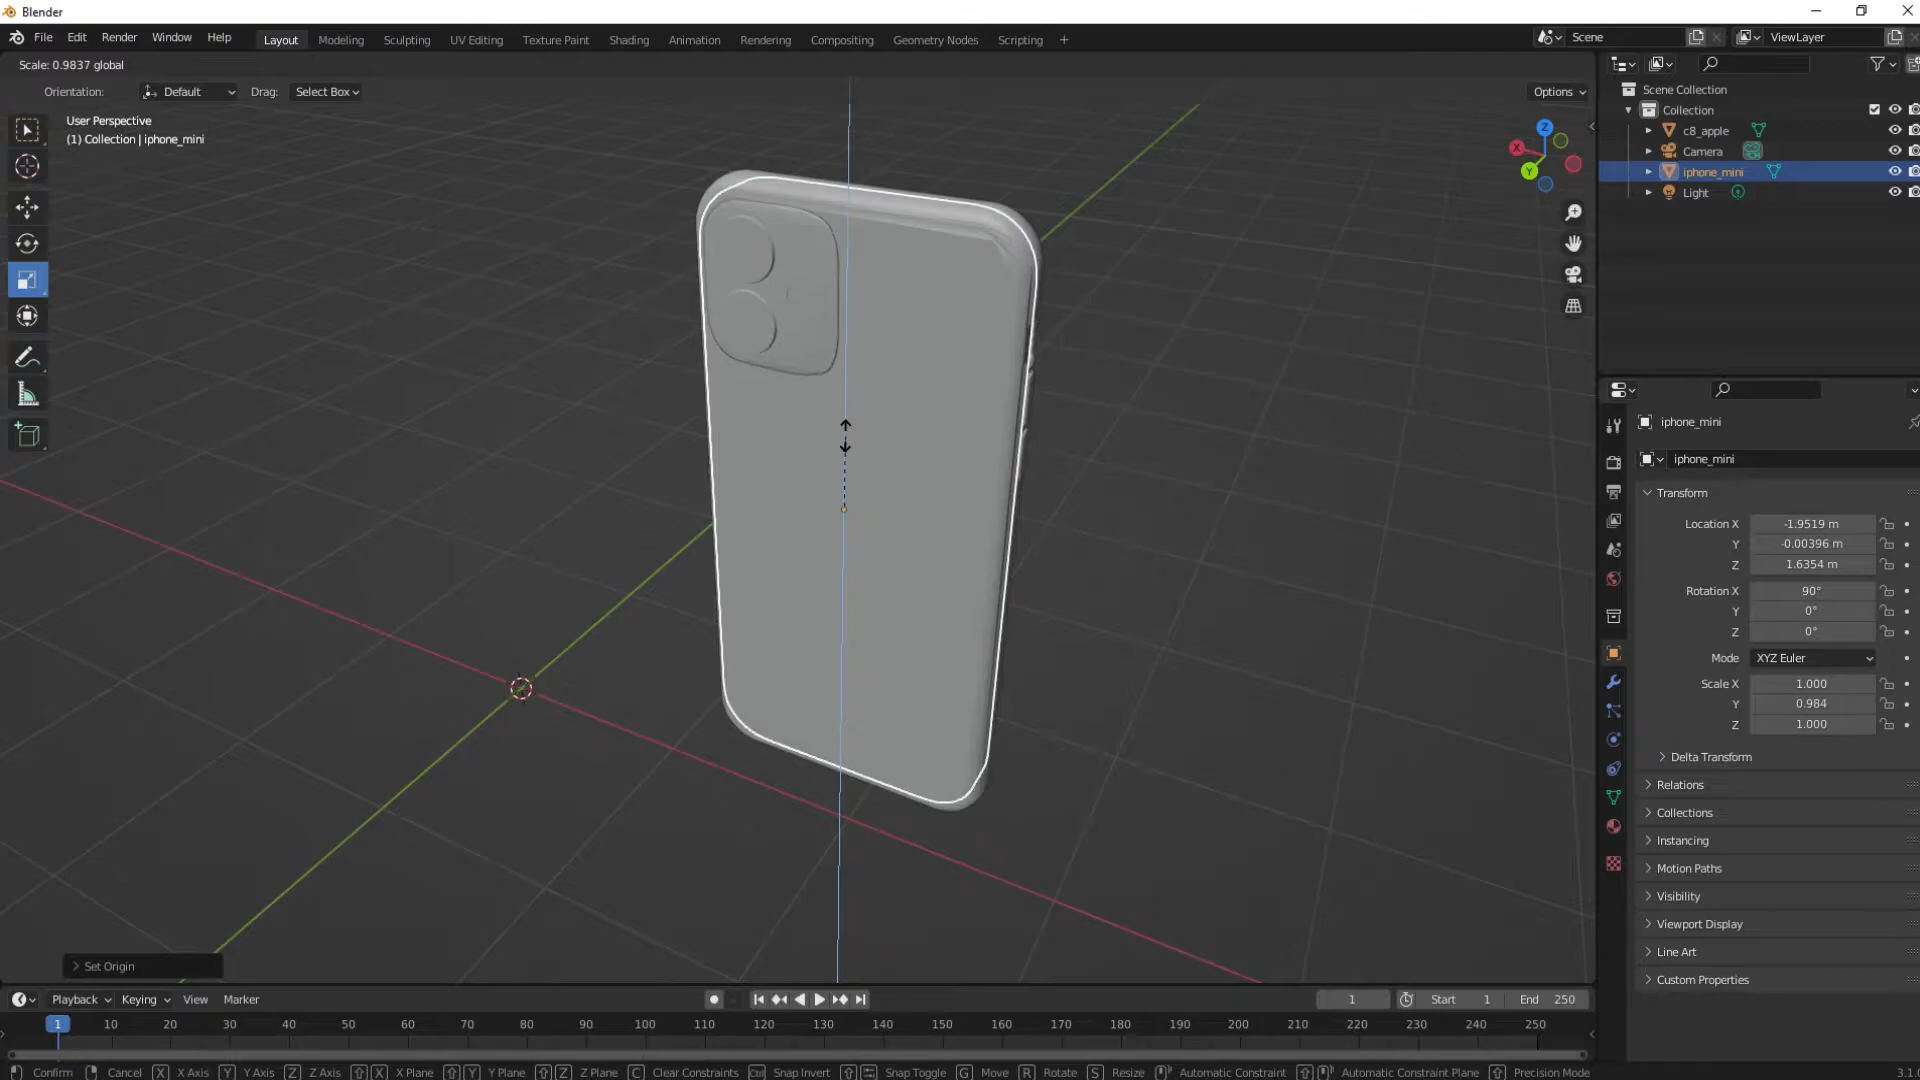 Blender
File Edit Render Window Help
Layout Modeling Sculpting UV Editing Texture Paint Shading Animation Rendering Compositing Geometry Nodes Scripting +
Scene
ViewLayer
Scale: 0.9837 global
Orientation: Default Drag: Select Box
Options
User Perspective
(1) Collection | iphone_mini
Z
X
Y
Scene Collection
Collection
c8_apple
Camera
iphone_mini
Light
iphone_mini
iphone_mini
Transform
Location X -1.9519 m
Y -0.00396 m
Z 1.6354 m
Rotation X 90°
Y 0°
Z 0°
Mode XYZ Euler
Scale X 1.000
Y 0.984
Z 1.000
Delta Transform
Relations
Collections
Instancing
Motion Paths
Visibility
Viewport Display
Line Art
Custom Properties
Set Origin
Playback Keying View Marker
1 Start 1 End 250
1 10 20 30 40 50 60 70 80 90 100 110 120 130 140 150 160 170 180 190 200 210 220 230 240 250
Confirm Cancel X X Axis Y Y Axis Z Z Axis X X Plane Y Y Plane Z Z Plane C Clear Constraints Ctrl Snap Invert Snap Toggle G Move R Rotate S Resize Automatic Constraint Automatic Constraint Plane Precision Mode 3.1.0